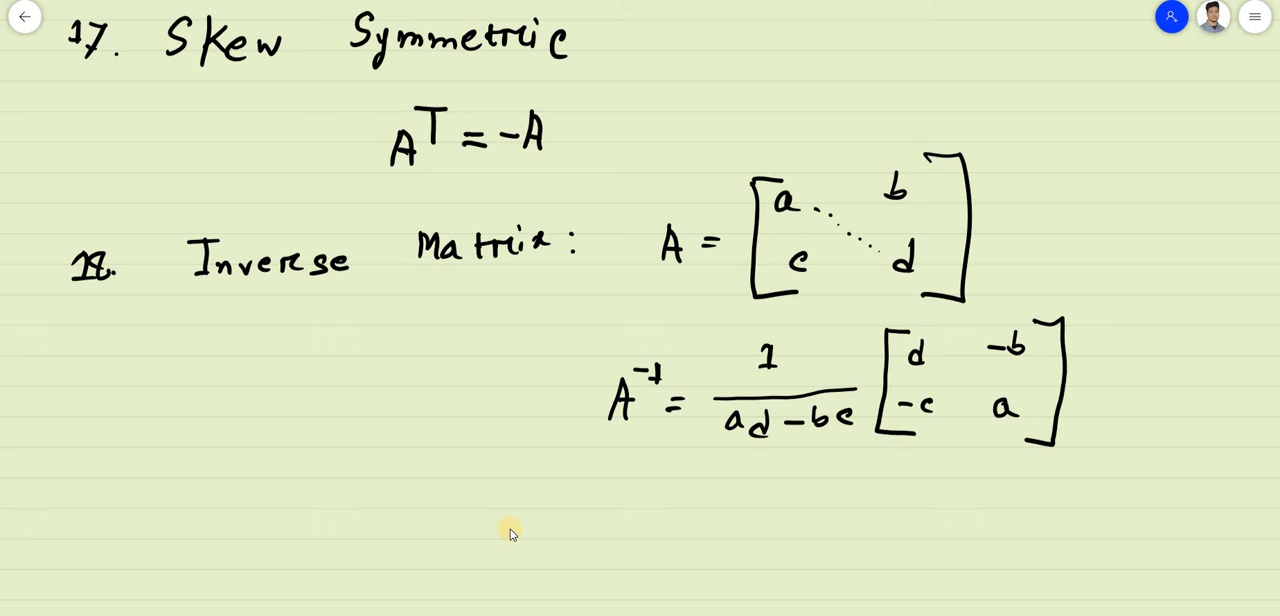 17. Skew Symmetric
A^T = -A
18. Inverse Matrix: A = [a b
c d]
A^-1 = 1/(ad-bc) [d -b
-c a]